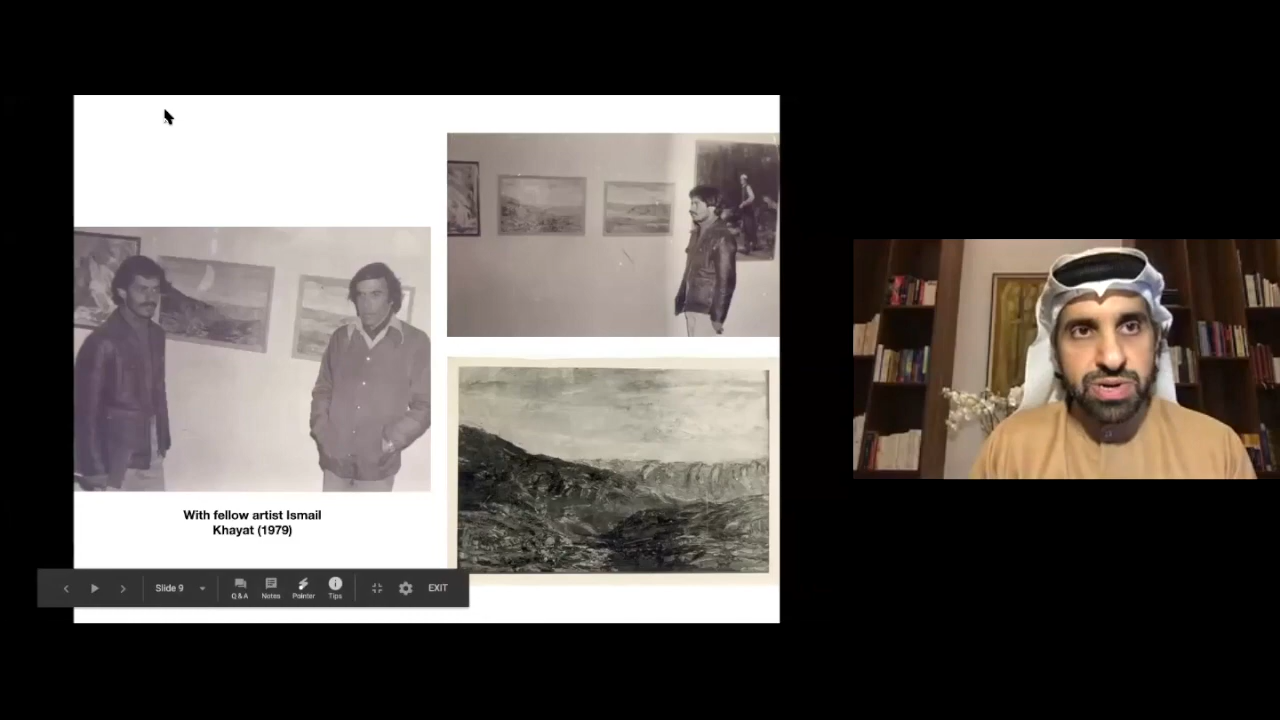 With fellow artist Ismail
Khayat (1979)
Slide 9
Q & A
Notes
Pointer
Tips
EXIT